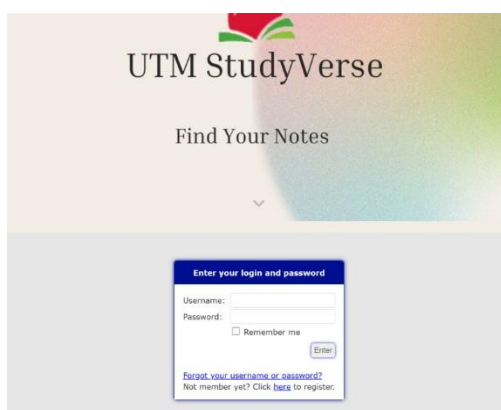 UTM StudyVerse
Find Your Notes
Enter your login and password
Username:
Password:
Remember me
Enter
Forgot your username or password?
Not member yet? Click here to register.